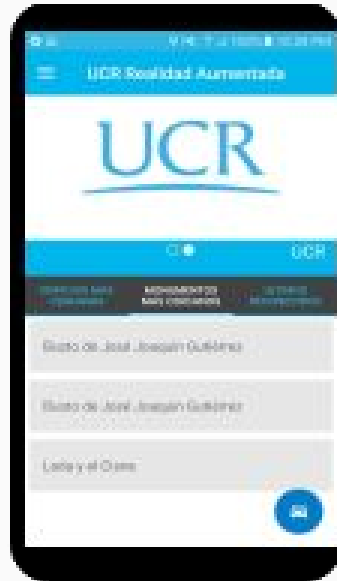 UCR Realidad Aumentada
UCR
UCR
MONUMENTOS
MÁS CERCANOS
Busto de José Joaquín Gutiérrez
Busto de José Joaquín Gutiérrez
Leda y el Cisne